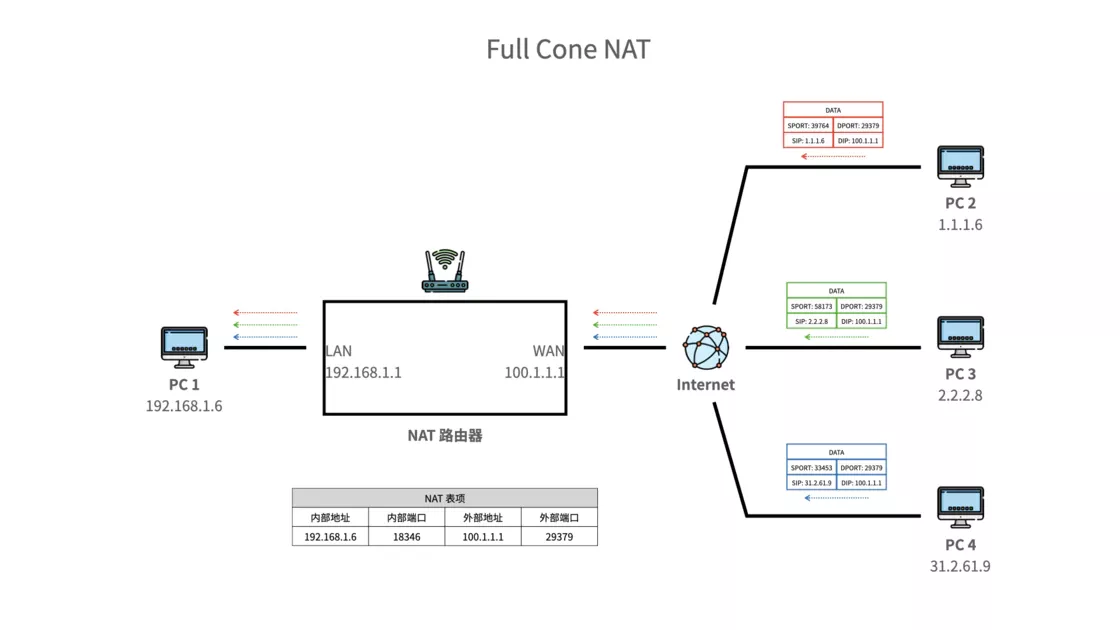 Full Cone NAT
DATA
SPORT: 39764 DPORT: 29379
SIP: 1.1.1.6 DIP: 100.1.1.1
PC 2
1.1.1.6
DATA
SPORT: 58173 DPORT: 29379
SIP: 2.2.2.8 DIP: 100.1.1.1
PC 3
2.2.2.8
LAN
192.168.1.1
WAN
100.1.1.1
PC 1
192.168.1.6
Internet
NAT 路由器
DATA
SPORT: 33453 DPORT: 29379
SIP: 31.2.61.9 DIP: 100.1.1.1
PC 4
31.2.61.9
NAT 表项
内部地址 内部端口 外部地址 外部端口
192.168.1.6 18346 100.1.1.1 29379